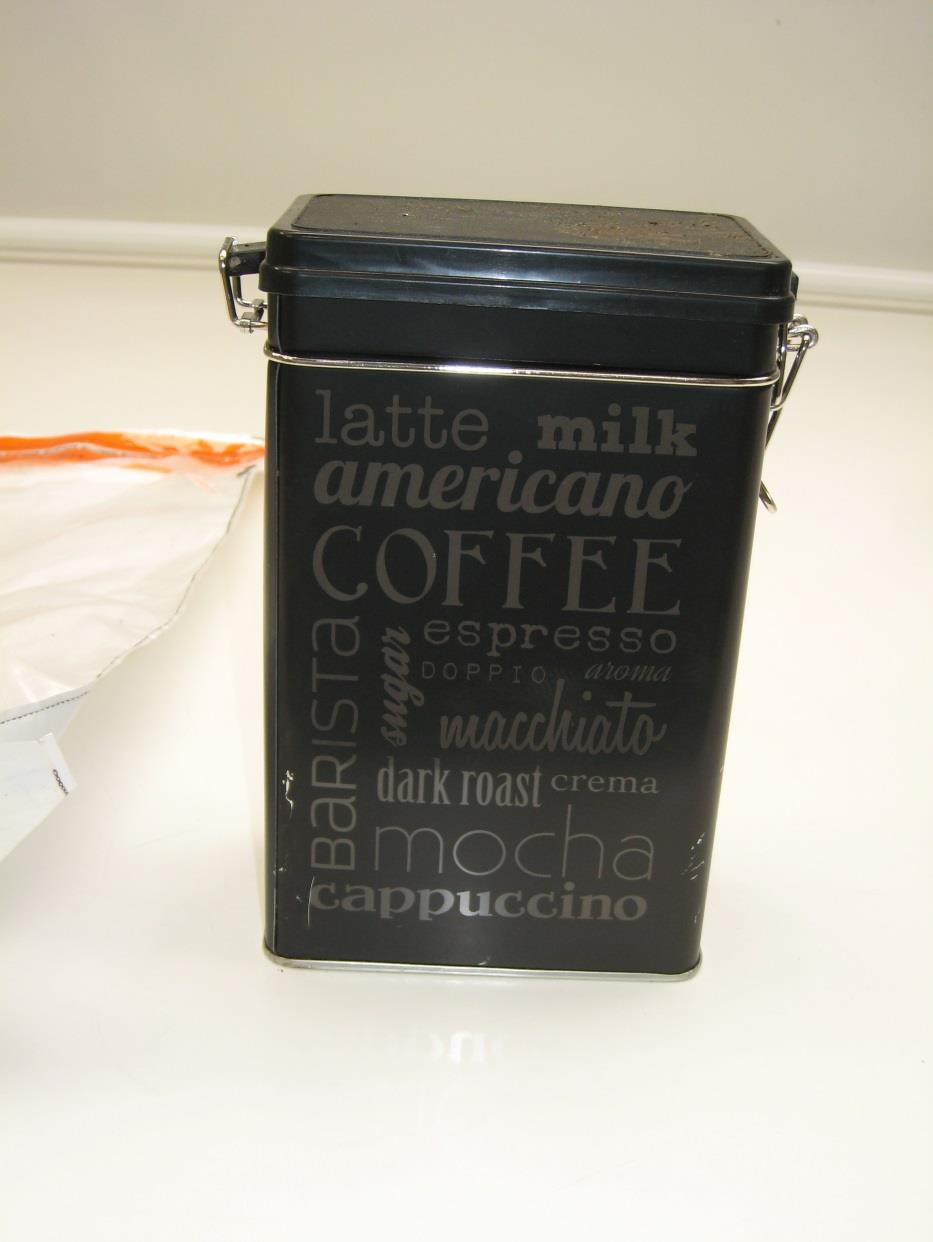 latte milk
americano
COFFEE
BaRISTa
sugar
espresso
DOPPIO aroma
macchiato
dark roast crema
mocha
cappuccino